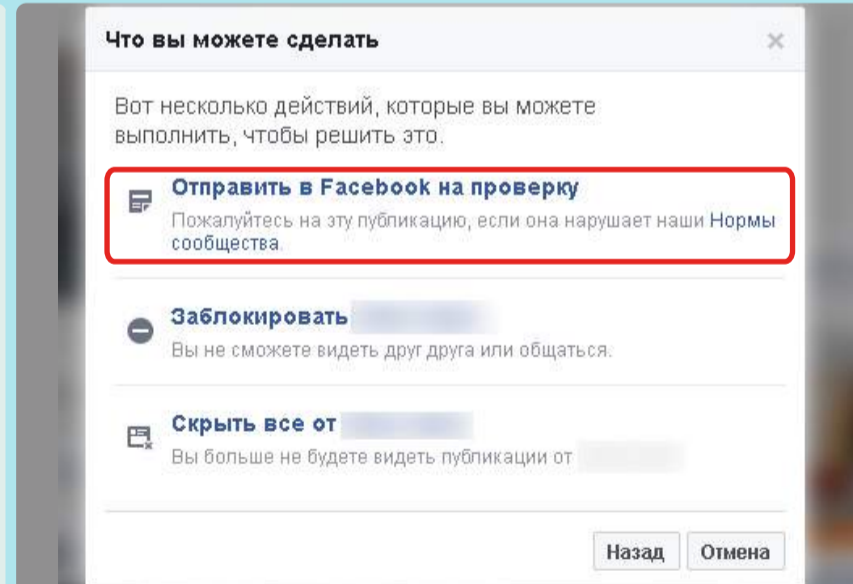 Что вы можете сделать
Вот несколько действий, которые вы можете
выполнить, чтобы решить это.
Отправить в Facebook на проверку
Пожалуйтесь на эту публикацию, если она нарушает наши Нормы
сообщества.
Заблокировать
Вы не сможете видеть друг друга или общаться.
Скрыть все от
Вы больше не будете видеть публикации от
Назад Отмена